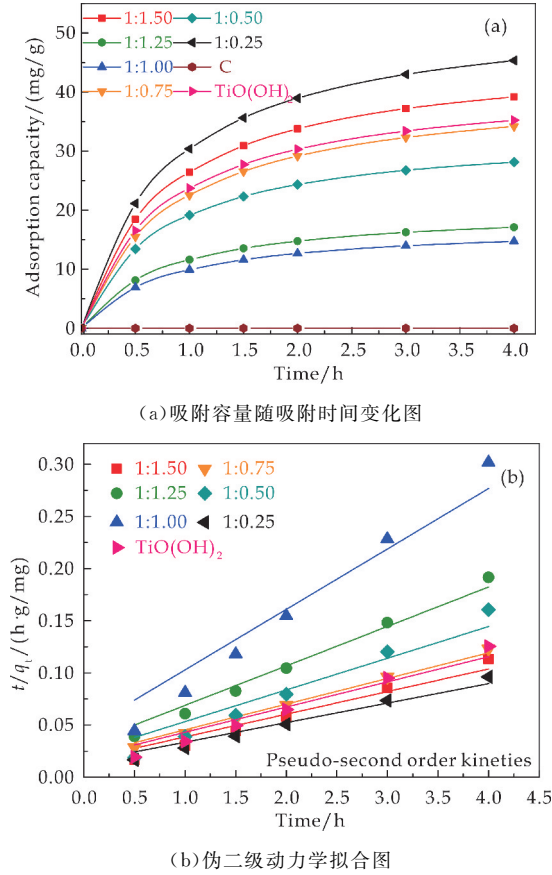 (a)
1:1.50 1:0.50
1:1.25 1:0.25
1:1.00 C
1:0.75 TiO(OH)₂
Adsorption capacity/(mg/g)
50
40
30
20
10
0
0.0 0.5 1.0 1.5 2.0 2.5 3.0 3.5 4.0
Time/h
(a)吸附容量随吸附时间变化图
(b)
1:1.50 1:0.75
1:1.25 1:0.50
1:1.00 1:0.25
TiO(OH)₂
t/qₜ/(h·g/mg)
0.30
0.25
0.20
0.15
0.10
0.05
0.00
Pseudo-second order kineties
0.0 0.5 1.0 1.5 2.0 2.5 3.0 3.5 4.0 4.5
Time/h
(b)伪二级动力学拟合图